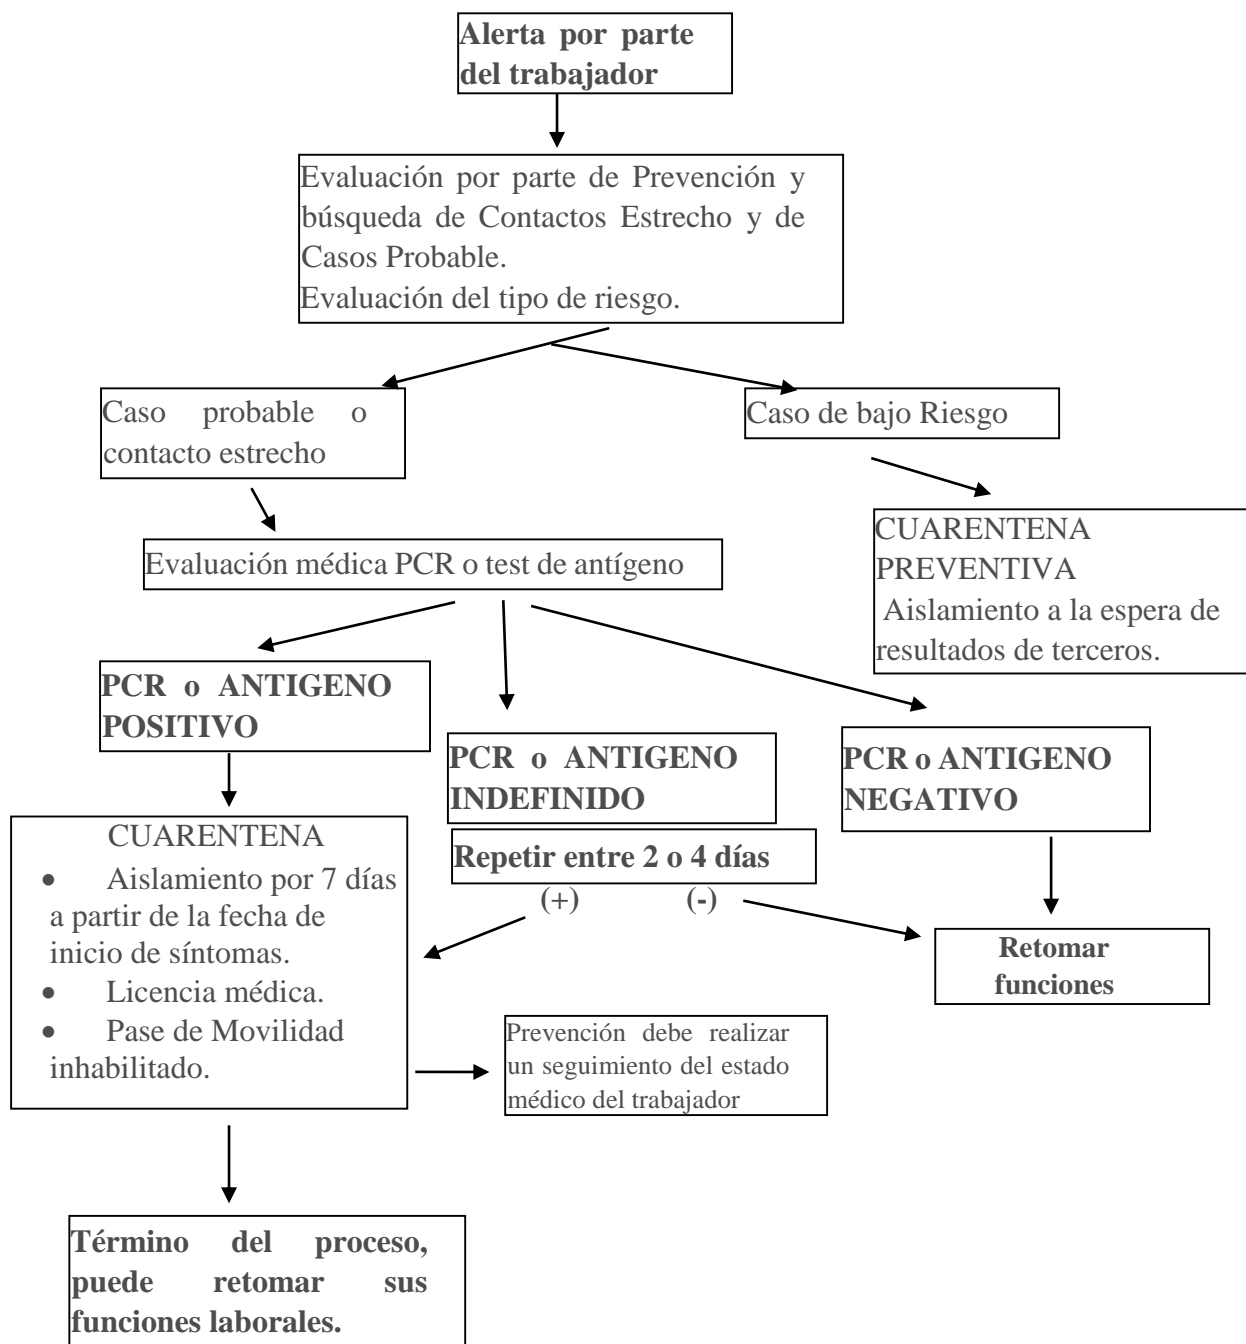 Alerta por parte
del trabajador
Evaluación por parte de Prevención y
búsqueda de Contactos Estrecho y de
Casos Probable.
Evaluación del tipo de riesgo.
Caso probable o
contacto estrecho
Caso de bajo Riesgo
Evaluación médica PCR o test de antígeno
CUARENTENA
PREVENTIVA
Aislamiento a la espera de
resultados de terceros.
PCR o ANTIGENO
POSITIVO
PCR o ANTIGENO
INDEFINIDO
PCR o ANTIGENO
NEGATIVO
Repetir entre 2 o 4 días
(+) (-)
CUARENTENA
• Aislamiento por 7 días
a partir de la fecha de
inicio de síntomas.
• Licencia médica.
• Pase de Movilidad
inhabilitado.
Retomar
funciones
Prevención debe realizar
un seguimiento del estado
médico del trabajador
Término del proceso,
puede retomar sus
funciones laborales.